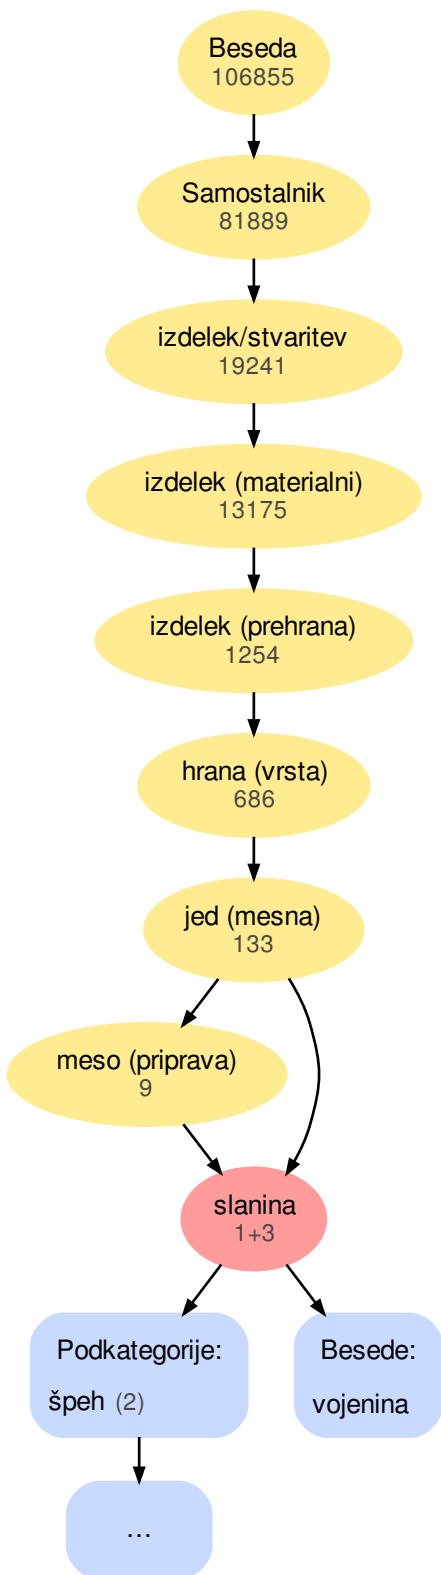 Beseda
106855
Samostalnik
81889
izdelek/stvaritev
19241
izdelek (materialni)
13175
izdelek (prehrana)
1254
hrana (vrsta)
686
jed (mesna)
133
meso (priprava)
9
slanina
1+3
Podkategorije:
špeh (2)
Besede:
vojenina
...